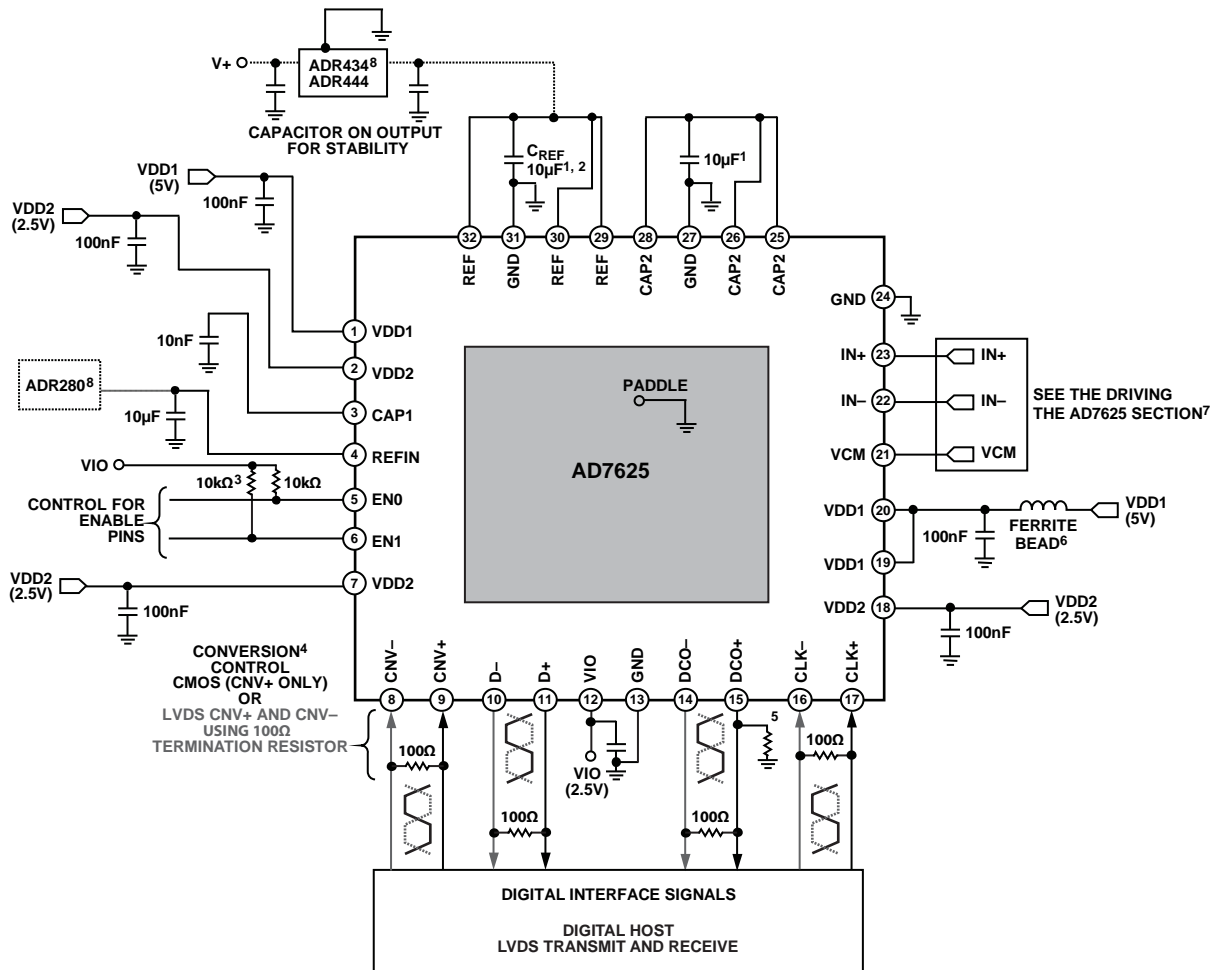 V+
ADR434⁸
ADR444
CAPACITOR ON OUTPUT
FOR STABILITY
VDD1
(5V)
100nF
VDD2
(2.5V)
100nF
C_REF
10µF¹, ²
10µF¹
32
31
30
29
28
27
26
25
REF
GND
REF
REF
CAP2
GND
CAP2
CAP2
10nF
ADR280⁸
10µF
VIO
10kΩ³
10kΩ
CONTROL FOR
ENABLE
PINS
VDD2
(2.5V)
100nF
1
VDD1
2
VDD2
3
CAP1
4
REFIN
5
EN0
6
EN1
7
VDD2
PADDLE
AD7625
GND
24
IN+
23
IN–
22
VCM
21
VDD1
20
VDD1
19
VDD2
18
IN+
IN–
VCM
SEE THE DRIVING
THE AD7625 SECTION⁷
100nF
FERRITE
BEAD⁶
VDD1
(5V)
100nF
VDD2
(2.5V)
CONVERSION⁴
CONTROL
CMOS (CNV+ ONLY)
OR
LVDS CNV+ AND CNV–
USING 100Ω
TERMINATION RESISTOR
CNV–
CNV+
D–
D+
VIO
GND
DCO–
DCO+
CLK–
CLK+
8
9
10
11
12
13
14
15
16
17
100Ω
100Ω
VIO
(2.5V)
100Ω
5
100Ω
DIGITAL INTERFACE SIGNALS
DIGITAL HOST
LVDS TRANSMIT AND RECEIVE